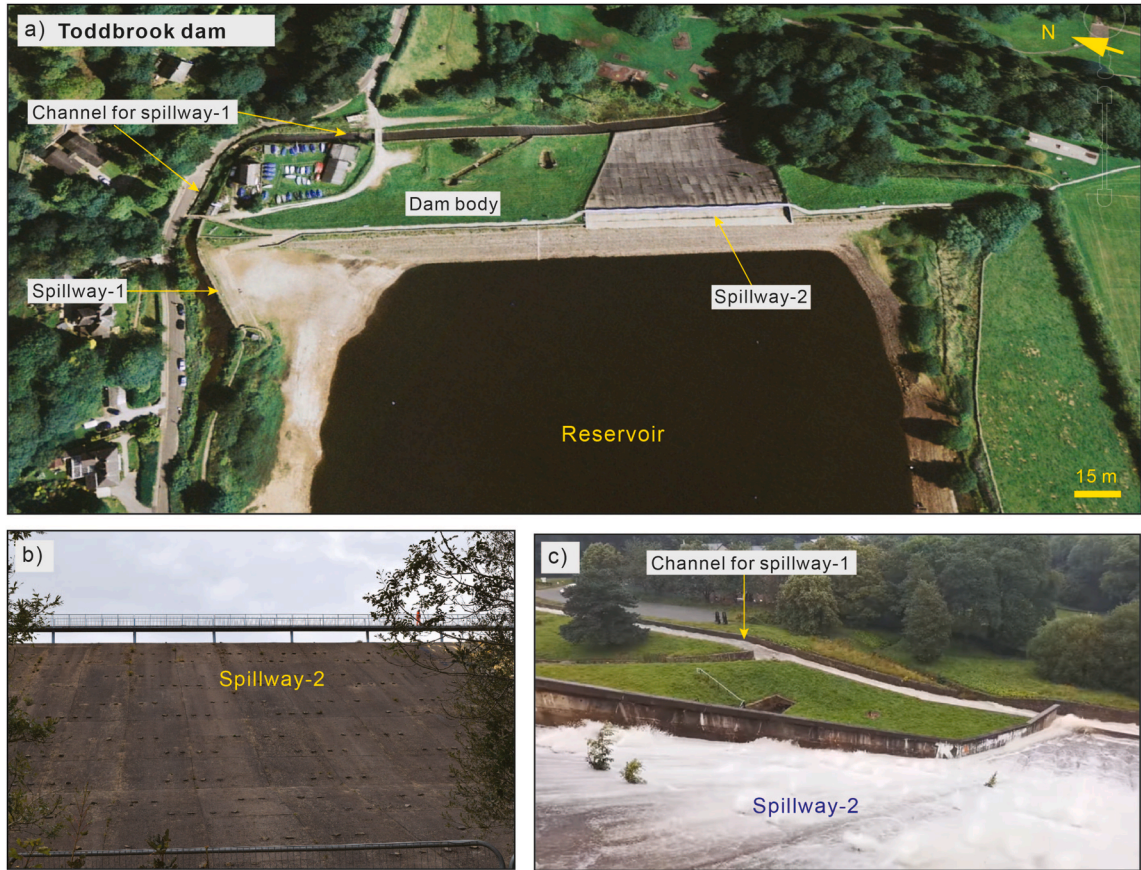 a) Toddbrook dam
N
Channel for spillway-1
Dam body
Spillway-1
Spillway-2
Reservoir
15 m
b)
Spillway-2
c)
Channel for spillway-1
Spillway-2